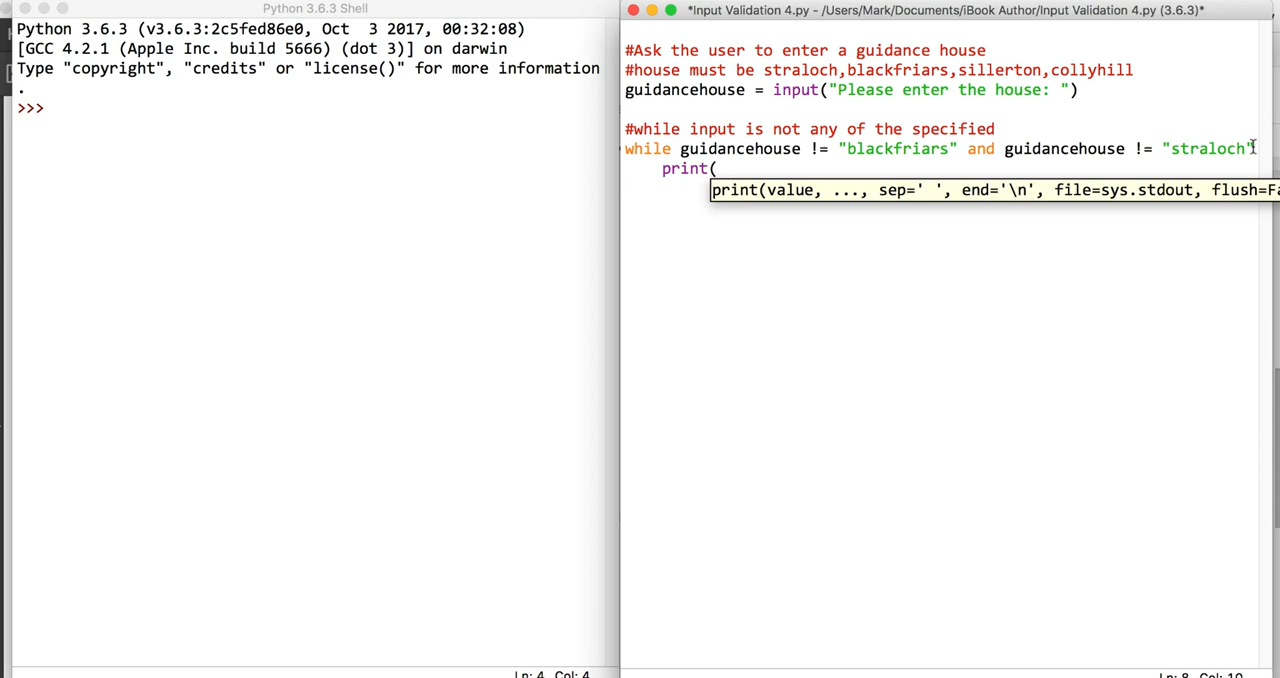 Python 3.6.3 Shell
Python 3.6.3 (v3.6.3:2c5fed86e0, Oct  3 2017, 00:32:08)
[GCC 4.2.1 (Apple Inc. build 5666) (dot 3)] on darwin
Type "copyright", "credits" or "license()" for more information
.
>>>
Ln: 4 Col: 4
*Input Validation 4.py - /Users/Mark/Documents/iBook Author/Input Validation 4.py (3.6.3)*
#Ask the user to enter a guidance house
#house must be straloch,blackfriars,sillerton,collyhill
guidancehouse = input("Please enter the house: ")
#while input is not any of the specified
while guidancehouse != "blackfriars" and guidancehouse != "straloch"
print(
print(value, ..., sep=' ', end='\n', file=sys.stdout, flush=Fa
Ln: 8 Col: 10